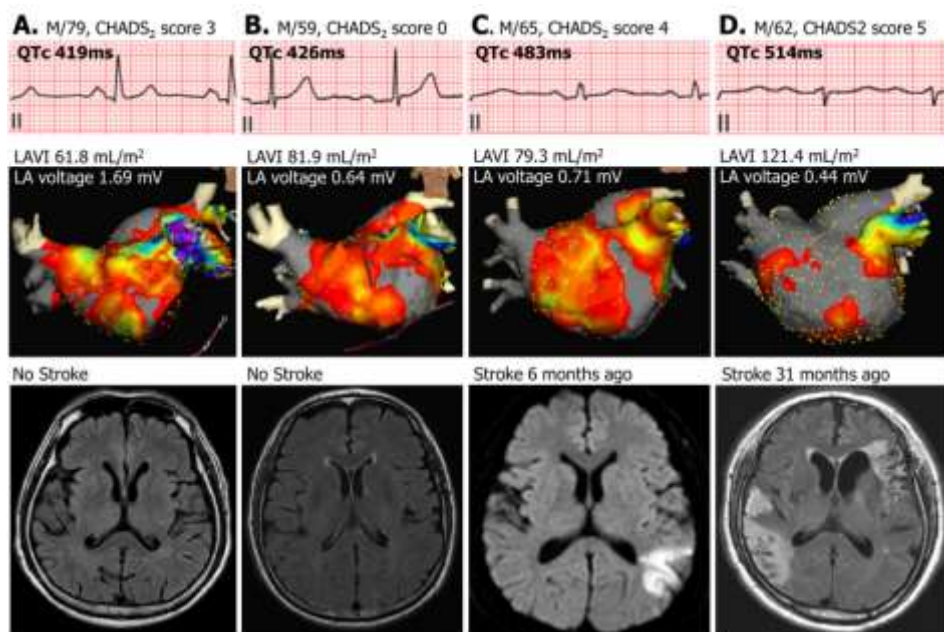 A. M/79, CHADS₂ score 3
QTc 419ms
II
LAVI 61.8 mL/m²
LA voltage 1.69 mV
No Stroke
B. M/59, CHADS₂ score 0
QTc 426ms
II
LAVI 81.9 mL/m²
LA voltage 0.64 mV
No Stroke
C. M/65, CHADS₂ score 4
QTc 483ms
II
LAVI 79.3 mL/m²
LA voltage 0.71 mV
Stroke 6 months ago
D. M/62, CHADS2 score 5
QTc 514ms
II
LAVI 121.4 mL/m²
LA voltage 0.44 mV
Stroke 31 months ago